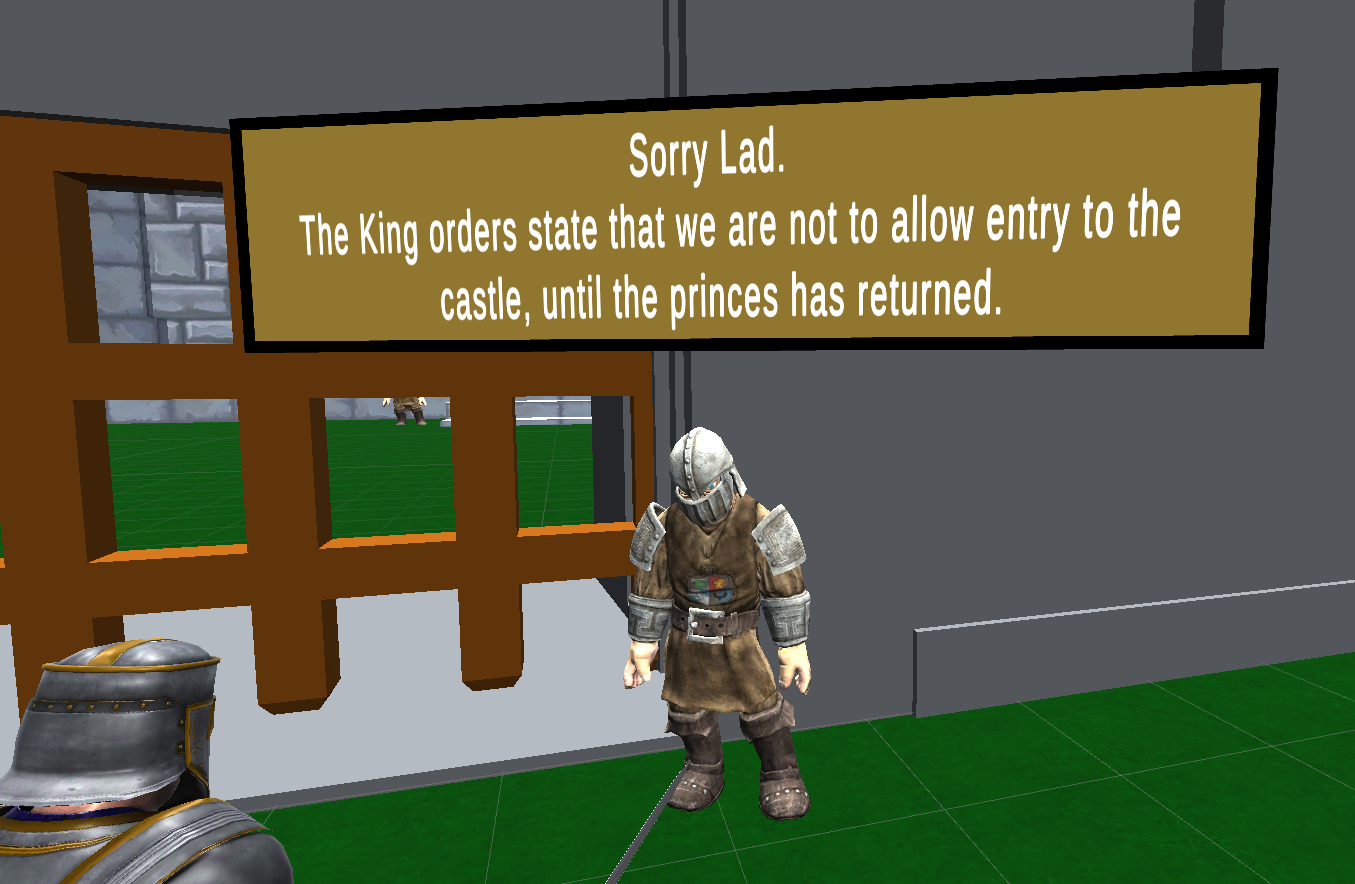 Sorry Lad.
The King orders state that we are not to allow entry to the
castle, until the princes has returned.